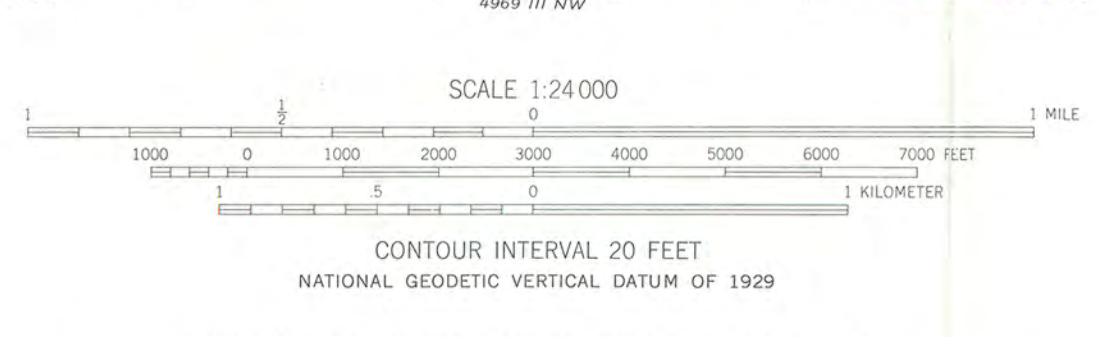 4969 III NW
SCALE 1:24 000
1 1/2 0 1 MILE
1000 0 1000 2000 3000 4000 5000 6000 7000 FEET
1 .5 0 1 KILOMETER
CONTOUR INTERVAL 20 FEET
NATIONAL GEODETIC VERTICAL DATUM OF 1929